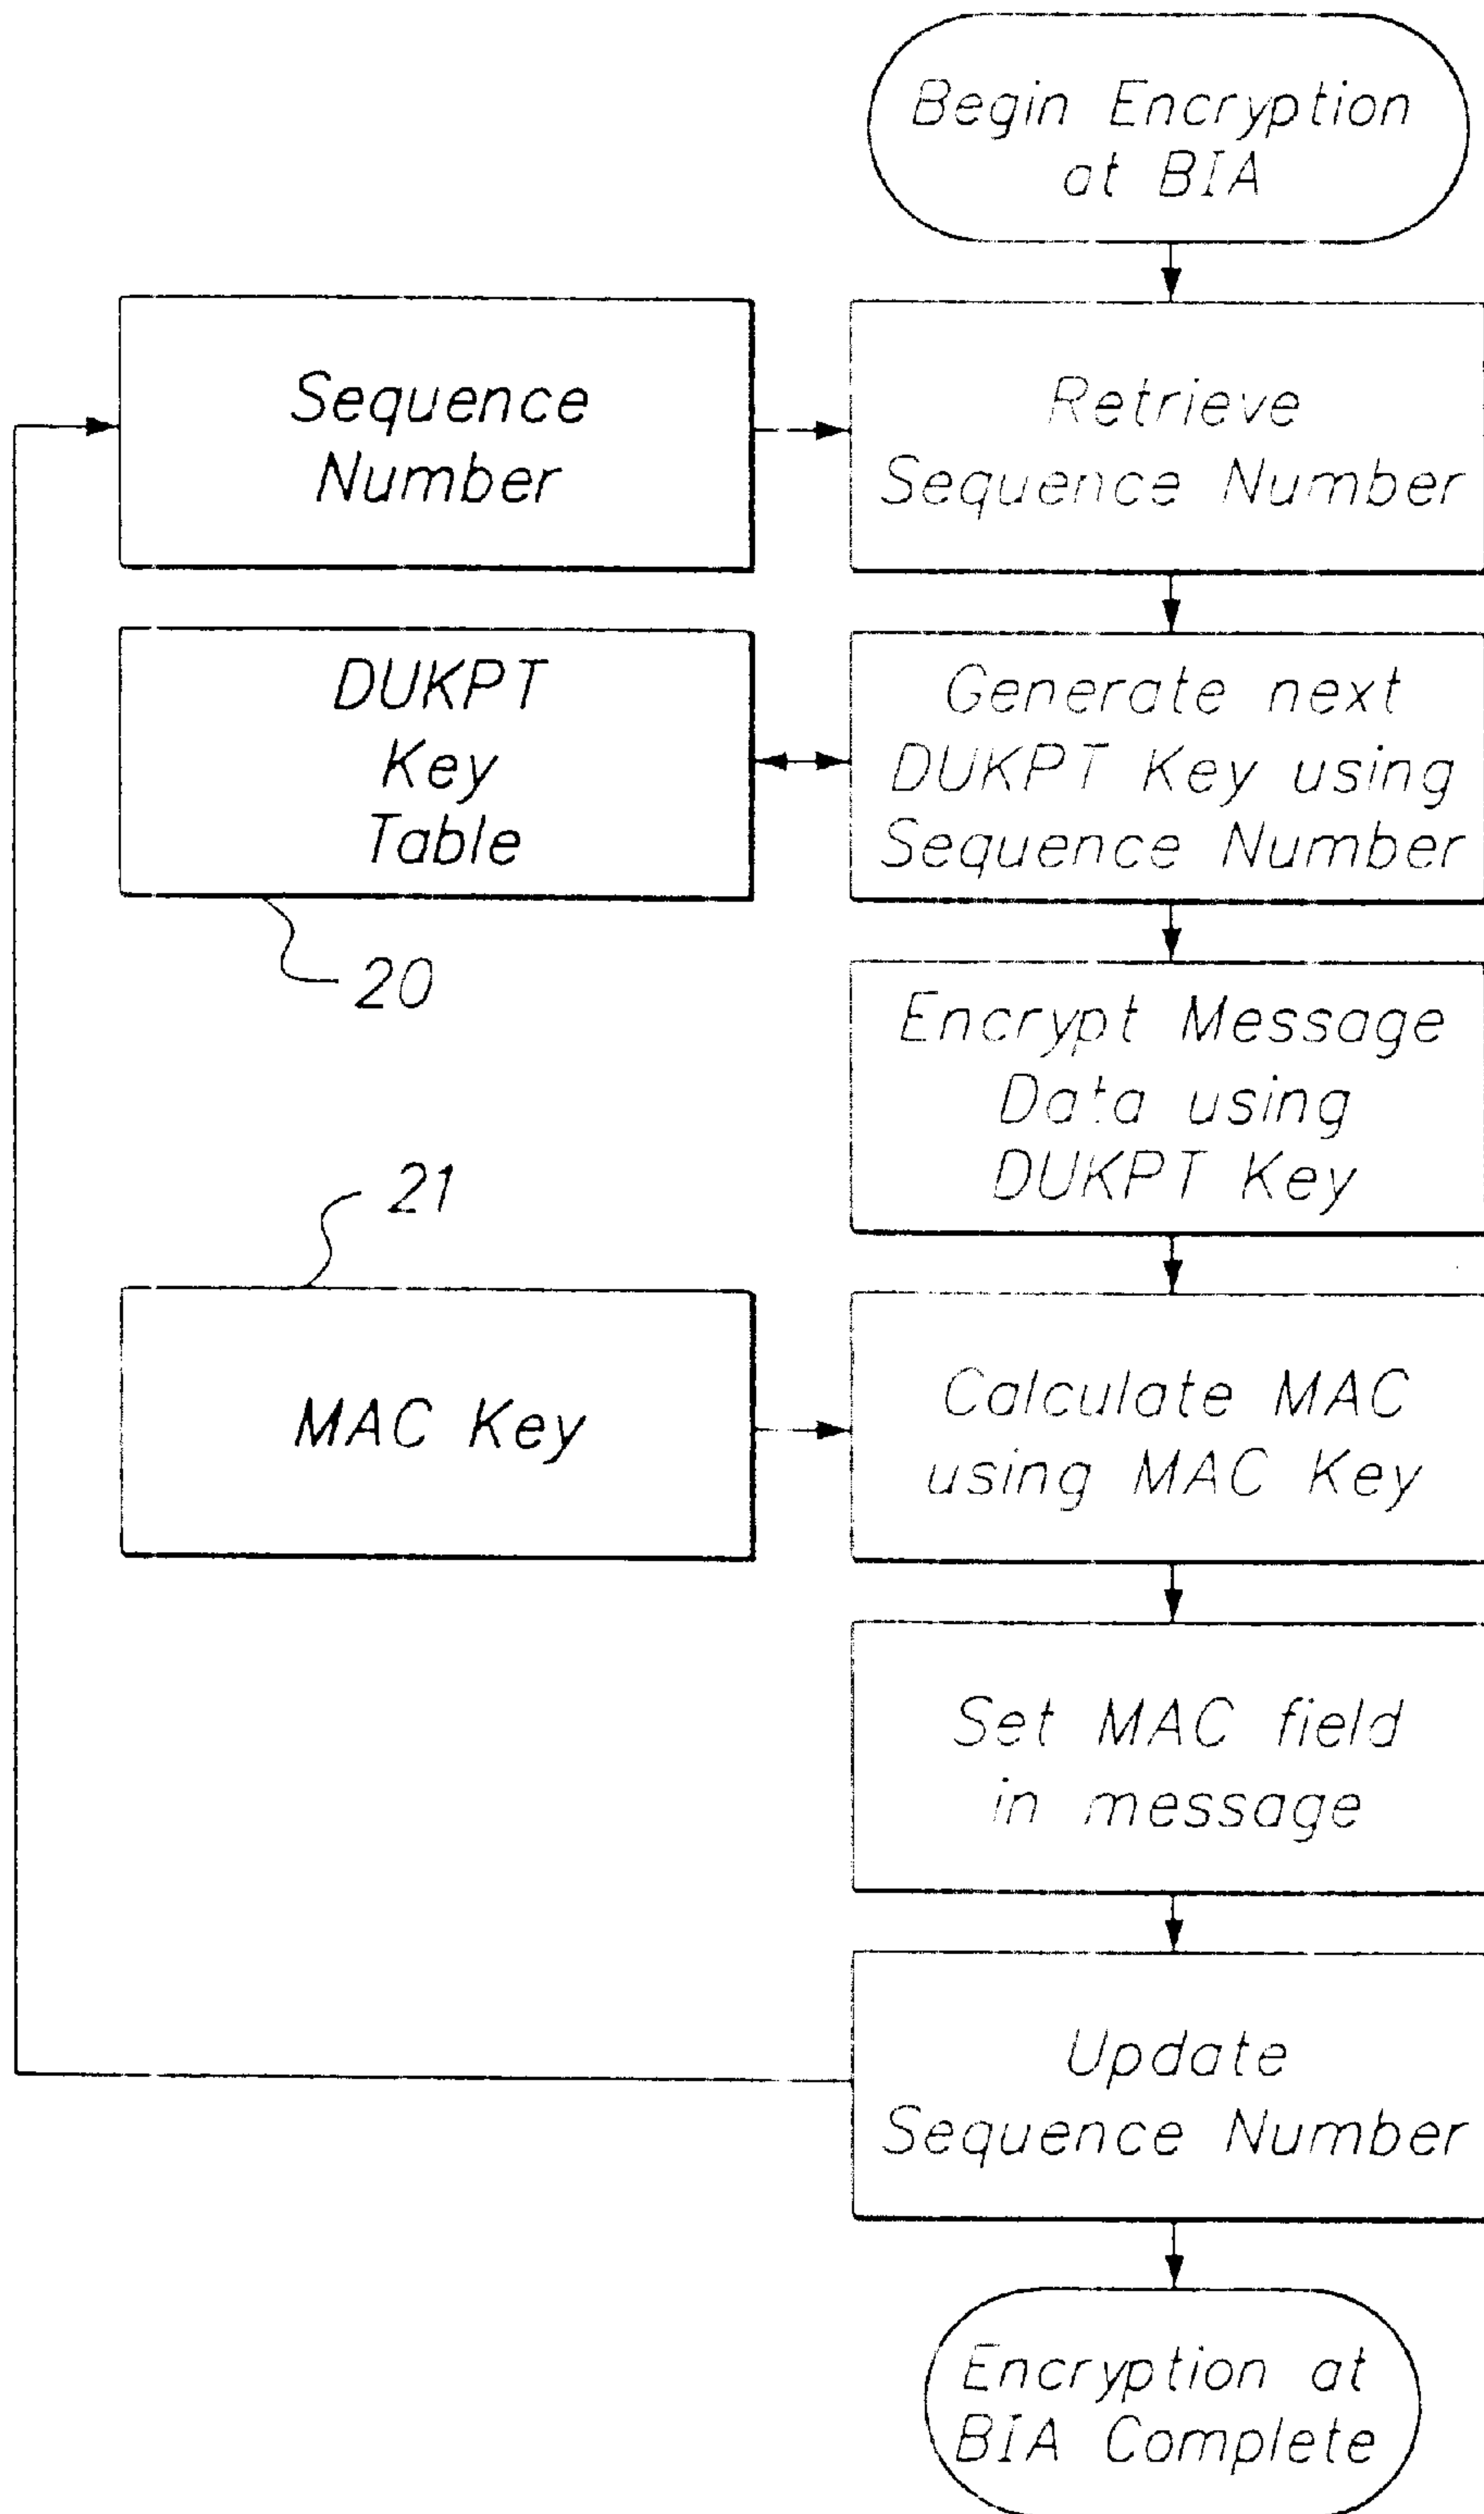 Begin Encryption
at BIA
Sequence
Number
Retrieve
Sequence Number
DUKPT
Key
Table
20
Generate next
DUKPT Key using
Sequence Number
Encrypt Message
Data using
DUKPT Key
21
MAC Key
Calculate MAC
using MAC Key
Set MAC field
in message
Update
Sequence Number
Encryption at
BIA Complete